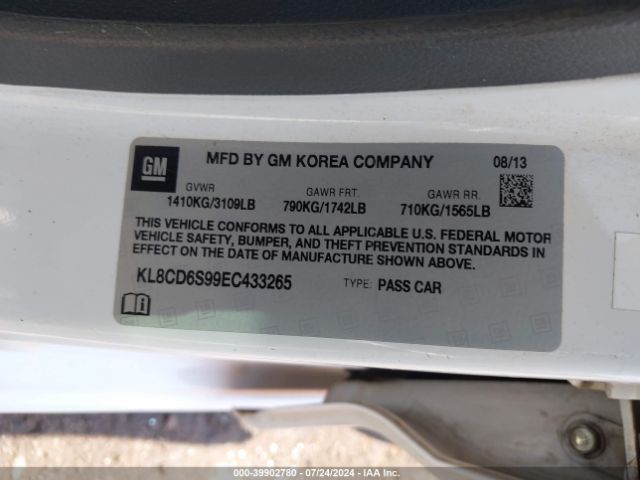 GM
MFD BY GM KOREA COMPANY 08/13
GVWR GAWR FRT. GAWR RR.
1410KG/3109LB 790KG/1742LB 710KG/1565LB
THIS VEHICLE CONFORMS TO ALL APPLICABLE U.S. FEDERAL MOTOR
VEHICLE SAFETY, BUMPER, AND THEFT PREVENTION STANDARDS IN
EFFECT ON THE DATE OF MANUFACTURE SHOWN ABOVE.
KL8CD6S99EC433265 TYPE: PASS CAR
000-39902780 - 07/24/2024 - IAA Inc.